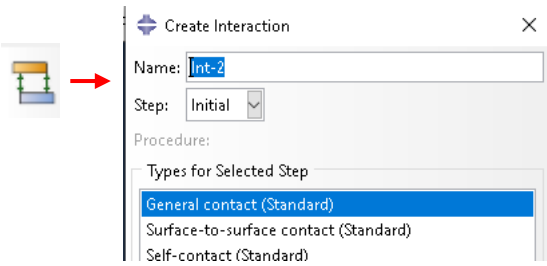 Create Interaction
Name: Int-2
Step: Initial
Procedure:
Types for Selected Step
General contact (Standard)
Surface-to-surface contact (Standard)
Self-contact (Standard)